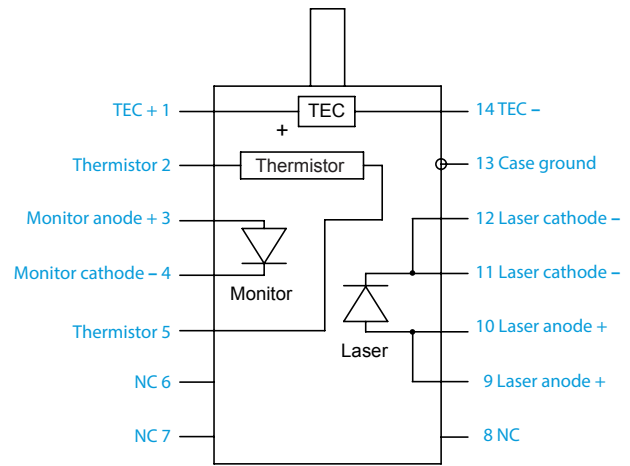 TEC + 1
TEC
14 TEC –
+
Thermistor 2
Thermistor
13 Case ground
Monitor anode + 3
12 Laser cathode –
Monitor cathode – 4
11 Laser cathode –
Monitor
Thermistor 5
10 Laser anode +
Laser
NC 6
9 Laser anode +
NC 7
8 NC